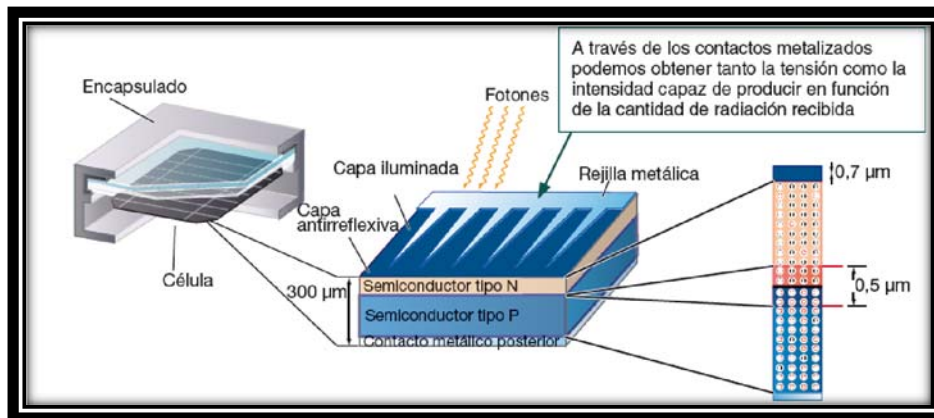 A través de los contactos metalizados
podemos obtener tanto la tensión como la
intensidad capaz de producir en función
de la cantidad de radiación recibida
Encapsulado
Fotones
Capa iluminada
Rejilla metálica
0,7 µm
Capa
antirreflexiva
Célula
300 µm
Semiconductor tipo N
0,5 µm
Semiconductor tipo P
Contacto metálico posterior